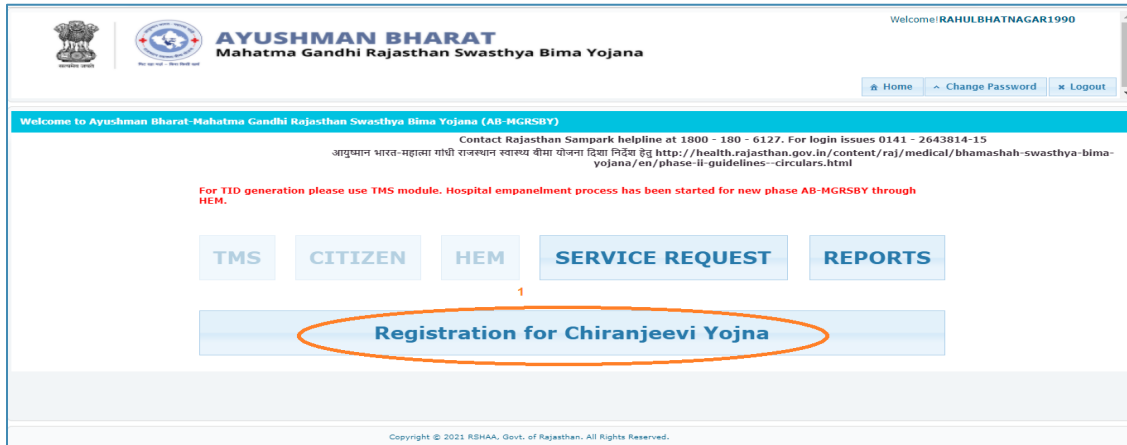 Welcome!RAHULBHATNAGAR1990
AYUSHMAN BHARAT
Mahatma Gandhi Rajasthan Swasthya Bima Yojana
Home Change Password Logout
Welcome to Ayushman Bharat-Mahatma Gandhi Rajasthan Swasthya Bima Yojana (AB-MGRSBY)
Contact Rajasthan Sampark helpline at 1800 - 180 - 6127. For login issues 0141 - 2643814-15
आयुष्मान भारत-महात्मा गांधी राजस्थान स्वास्थ्य बीमा योजना दिशा निर्देश हेतु http://health.rajasthan.gov.in/content/raj/medical/bhamashah-swasthya-bima-
yojana/en/phase-ii-guidelines--circulars.html
For TID generation please use TMS module. Hospital empanelment process has been started for new phase AB-MGRSBY through
HEM.
TMS CITIZEN HEM SERVICE REQUEST REPORTS
1
Registration for Chiranjeevi Yojna
Copyright © 2021 RSHAA, Govt. of Rajasthan. All Rights Reserved.